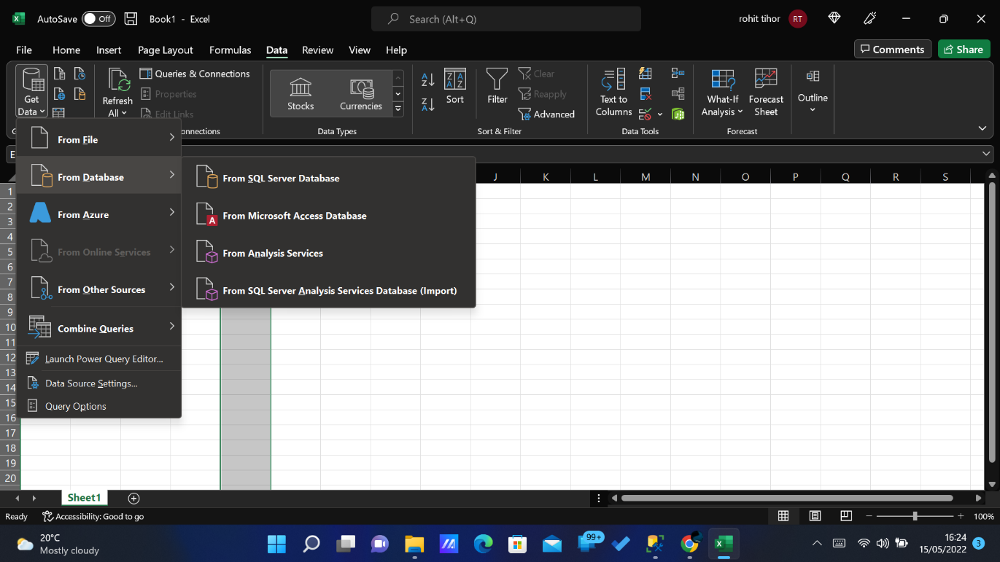 AutoSave Off Book1 - Excel Search (Alt+Q) rohit tihor RT
File Home Insert Page Layout Formulas Data Review View Help Comments Share
Get Data
Refresh All
Queries & Connections
Properties
Edit Links
Stocks
Currencies
Data Types
Sort
Filter
Clear
Reapply
Advanced
Sort & Filter
Text to Columns
Data Tools
What-If Analysis
Forecast Sheet
Forecast
Outline
From File
From Database
From Azure
From Online Services
From Other Sources
Combine Queries
Launch Power Query Editor...
Data Source Settings...
Query Options
From SQL Server Database
From Microsoft Access Database
From Analysis Services
From SQL Server Analysis Services Database (Import)
J K L M N O P Q R S
1
2
3
4
5
6
7
8
9
10
11
12
13
14
15
16
17
18
19
20
Sheet1
Ready Accessibility: Good to go 100%
20°C
Mostly cloudy
99+
16:24
15/05/2022 3